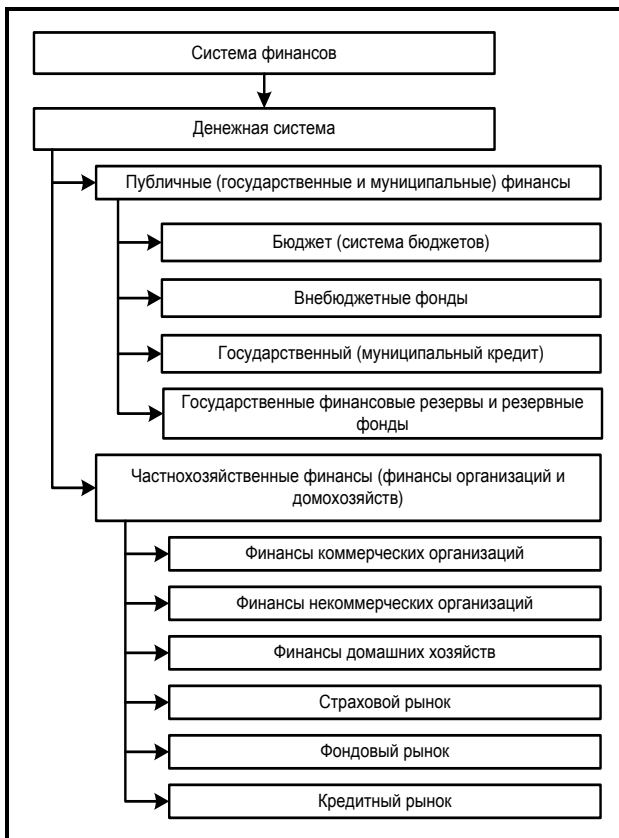 Система финансов
Денежная система
Публичные (государственные и муниципальные) финансы
Бюджет (система бюджетов)
Внебюджетные фонды
Государственный (муниципальный кредит)
Государственные финансовые резервы и резервные
фонды
Частнохозяйственные финансы (финансы организаций и
домохозяйств)
Финансы коммерческих организаций
Финансы некоммерческих организаций
Финансы домашних хозяйств
Страховой рынок
Фондовый рынок
Кредитный рынок